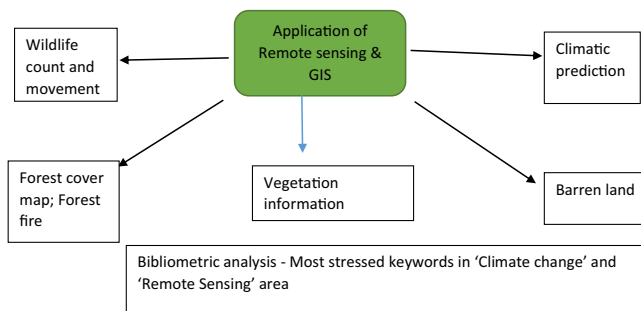 Application of
Remote sensing &
GIS
Wildlife
count and
movement
Climatic
prediction
Forest cover
map; Forest
fire
Vegetation
information
Barren land
Bibliometric analysis - Most stressed keywords in ‘Climate change’ and
‘Remote Sensing’ area